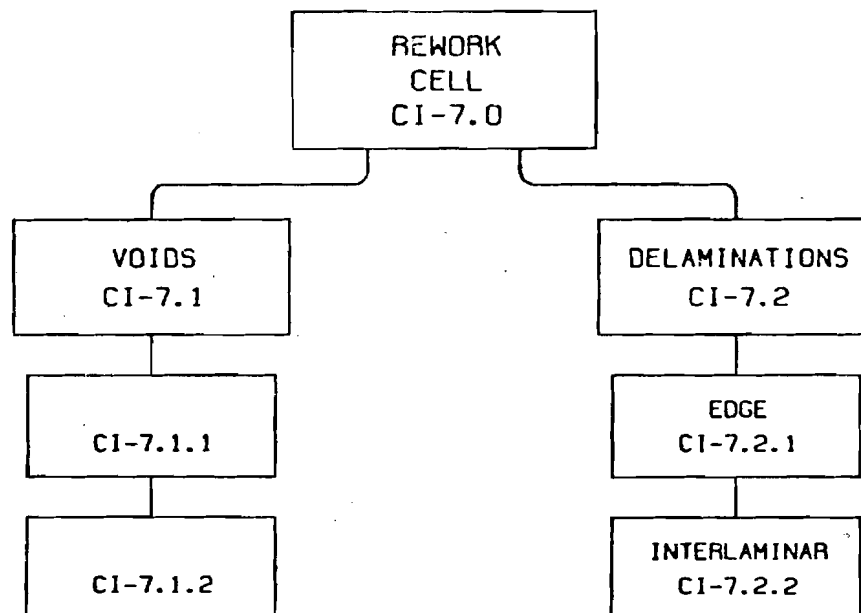 REWORK
CELL
CI-7.0
VOIDS
CI-7.1
DELAMINATIONS
CI-7.2
CI-7.1.1
EDGE
CI-7.2.1
CI-7.1.2
INTERLAMINAR
CI-7.2.2